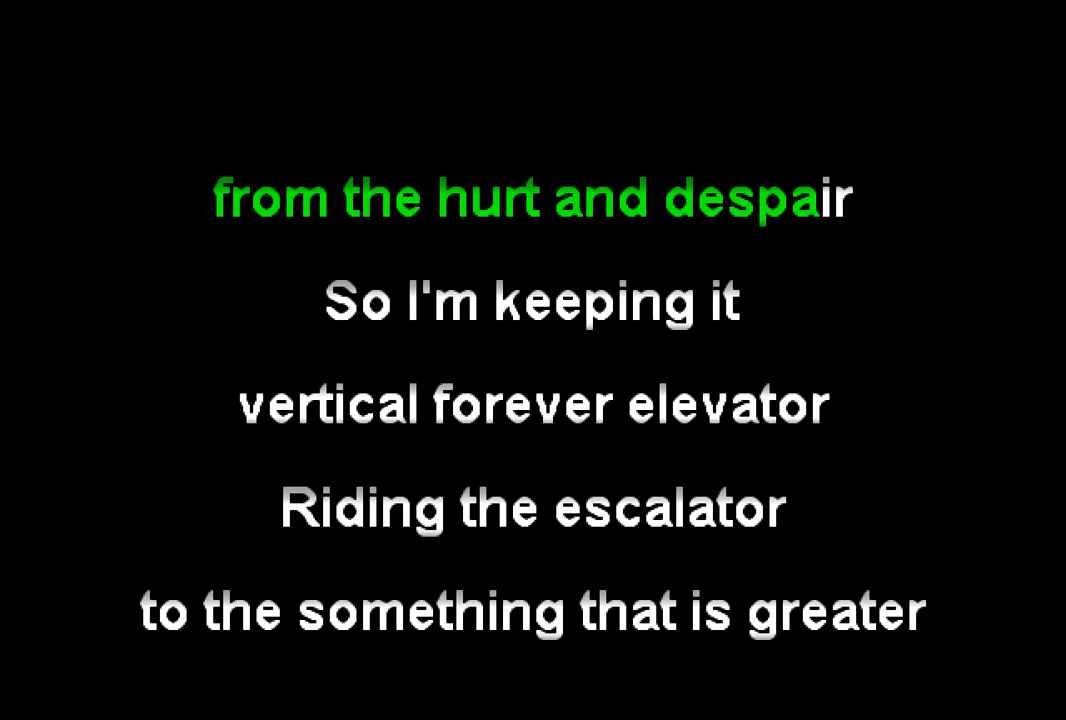 from the hurt and despair
So I'm keeping it
vertical forever elevator
Riding the escalator
to the something that is greater